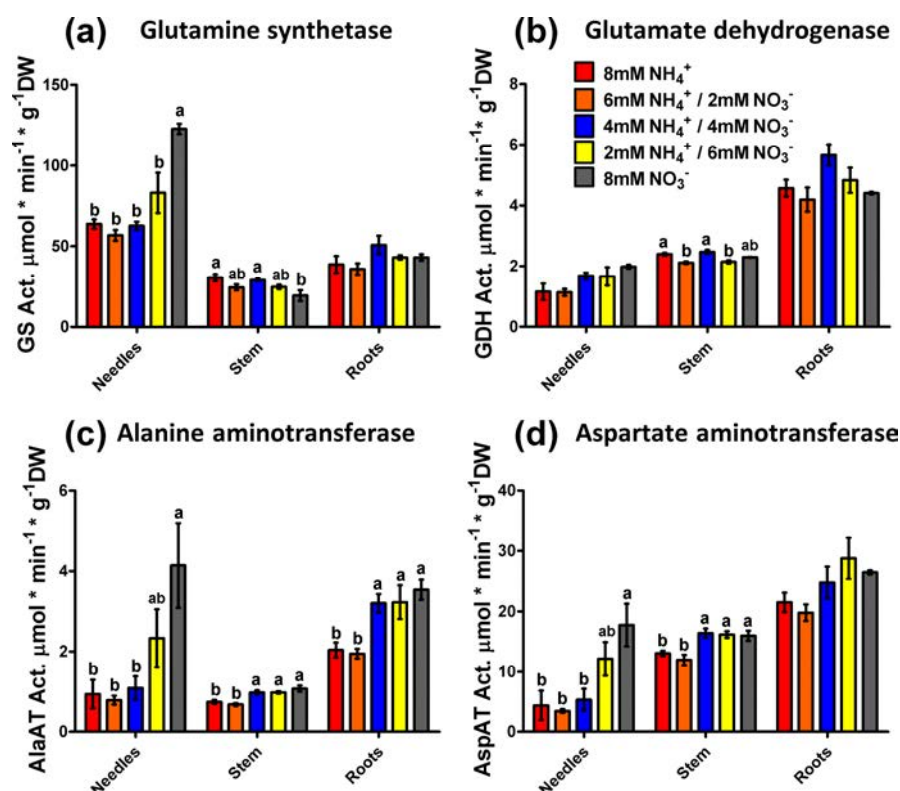 (a) Glutamine synthetase
GS Act. µmol * min⁻¹ * g⁻¹DW
150
100
50
0
b b b b a
a ab a ab b
Needles Stem Roots
(b) Glutamate dehydrogenase
GDH Act. µmol * min⁻¹* g⁻¹DW
8
6
4
2
0
8mM NH₄⁺
6mM NH₄⁺ / 2mM NO₃⁻
4mM NH₄⁺ / 4mM NO₃⁻
2mM NH₄⁺ / 6mM NO₃⁻
8mM NO₃⁻
a b a b ab
Needles Stem Roots
(c) Alanine aminotransferase
AlaAT Act. µmol * min⁻¹ * g⁻¹DW
6
4
2
0
b b b ab a
b b a a a
b b a a a
Needles Stem Roots
(d) Aspartate aminotransferase
AspAT Act. µmol * min⁻¹ * g⁻¹DW
40
30
20
10
0
b b b ab a
b b a a a
Needles Stem Roots